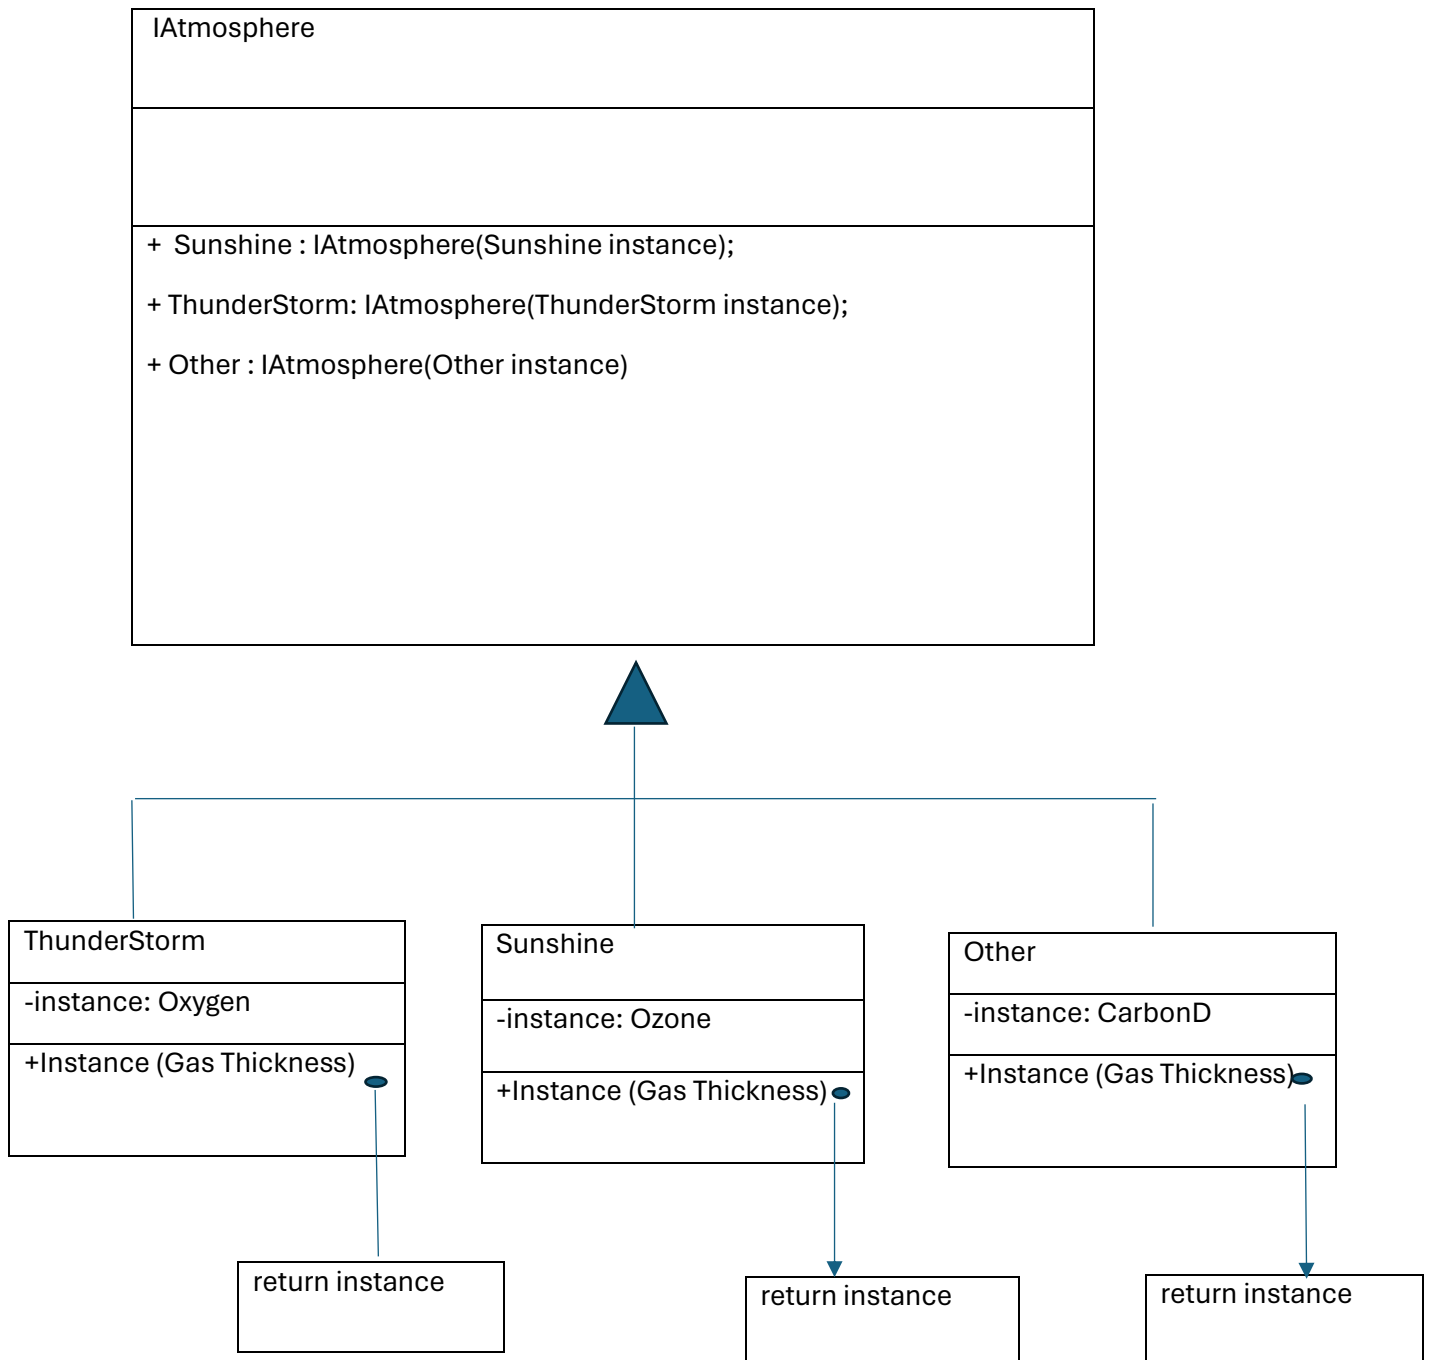 IAtmosphere
+  Sunshine : IAtmosphere(Sunshine instance);
+ ThunderStorm: IAtmosphere(ThunderStorm instance);
+ Other : IAtmosphere(Other instance)
ThunderStorm
-instance: Oxygen
+Instance (Gas Thickness)
Sunshine
-instance: Ozone
+Instance (Gas Thickness)
Other
-instance: CarbonD
+Instance (Gas Thickness)
return instance
return instance
return instance